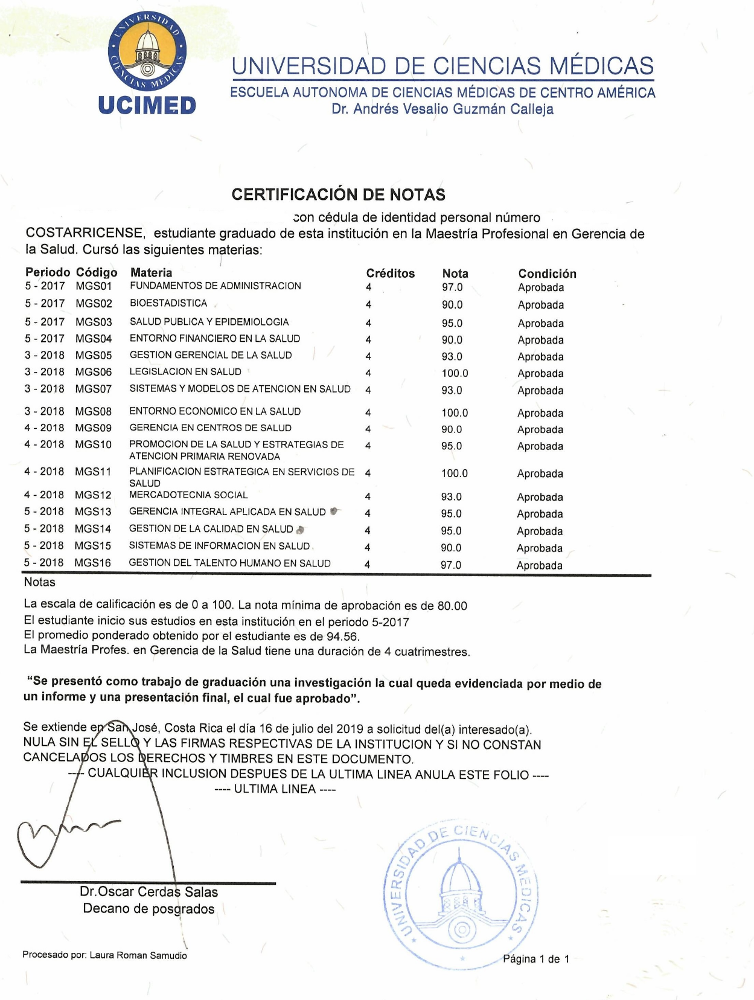 UNIVERSIDAD
CIENCIAS MEDICAS
UCIMED
UNIVERSIDAD DE CIENCIAS MÉDICAS
ESCUELA AUTONOMA DE CIENCIAS MÉDICAS DE CENTRO AMÉRICA
Dr. Andrés Vesalio Guzmán Calleja
CERTIFICACIÓN DE NOTAS
con cédula de identidad personal número
COSTARRICENSE, estudiante graduado de esta institución en la Maestría Profesional en Gerencia de
la Salud. Cursó las siguientes materias:
Periodo Código Materia Créditos Nota Condición
5 - 2017 MGS01 FUNDAMENTOS DE ADMINISTRACION 4 97.0 Aprobada
5 - 2017 MGS02 BIOESTADISTICA 4 90.0 Aprobada
5 - 2017 MGS03 SALUD PUBLICA Y EPIDEMIOLOGIA 4 95.0 Aprobada
5 - 2017 MGS04 ENTORNO FINANCIERO EN LA SALUD 4 90.0 Aprobada
3 - 2018 MGS05 GESTION GERENCIAL DE LA SALUD 4 93.0 Aprobada
3 - 2018 MGS06 LEGISLACION EN SALUD 4 100.0 Aprobada
3 - 2018 MGS07 SISTEMAS Y MODELOS DE ATENCION EN SALUD 4 93.0 Aprobada
3 - 2018 MGS08 ENTORNO ECONOMICO EN LA SALUD 4 100.0 Aprobada
4 - 2018 MGS09 GERENCIA EN CENTROS DE SALUD 4 90.0 Aprobada
4 - 2018 MGS10 PROMOCION DE LA SALUD Y ESTRATEGIAS DE 4 95.0 Aprobada
ATENCION PRIMARIA RENOVADA
4 - 2018 MGS11 PLANIFICACION ESTRATEGICA EN SERVICIOS DE 4 100.0 Aprobada
SALUD
4 - 2018 MGS12 MERCADOTECNIA SOCIAL 4 93.0 Aprobada
5 - 2018 MGS13 GERENCIA INTEGRAL APLICADA EN SALUD 4 95.0 Aprobada
5 - 2018 MGS14 GESTION DE LA CALIDAD EN SALUD 4 95.0 Aprobada
5 - 2018 MGS15 SISTEMAS DE INFORMACION EN SALUD 4 90.0 Aprobada
5 - 2018 MGS16 GESTION DEL TALENTO HUMANO EN SALUD 4 97.0 Aprobada
Notas
La escala de calificación es de 0 a 100. La nota mínima de aprobación es de 80.00
El estudiante inicio sus estudios en esta institución en el periodo 5-2017
El promedio ponderado obtenido por el estudiante es de 94.56.
La Maestría Profes. en Gerencia de la Salud tiene una duración de 4 cuatrimestres.
“Se presentó como trabajo de graduación una investigación la cual queda evidenciada por medio de
un informe y una presentación final, el cual fue aprobado”.
Se extiende en San José, Costa Rica el día 16 de julio del 2019 a solicitud del(a) interesado(a).
NULA SIN EL SELLO Y LAS FIRMAS RESPECTIVAS DE LA INSTITUCION Y SI NO CONSTAN
CANCELADOS LOS DERECHOS Y TIMBRES EN ESTE DOCUMENTO.
---- CUALQUIER INCLUSION DESPUES DE LA ULTIMA LINEA ANULA ESTE FOLIO ----
---- ULTIMA LINEA ----
UNIVERSIDAD DE CIENCIAS MEDICAS
Dr.Oscar Cerdas Salas
Decano de posgrados
Procesado por: Laura Roman Samudio
Página 1 de 1